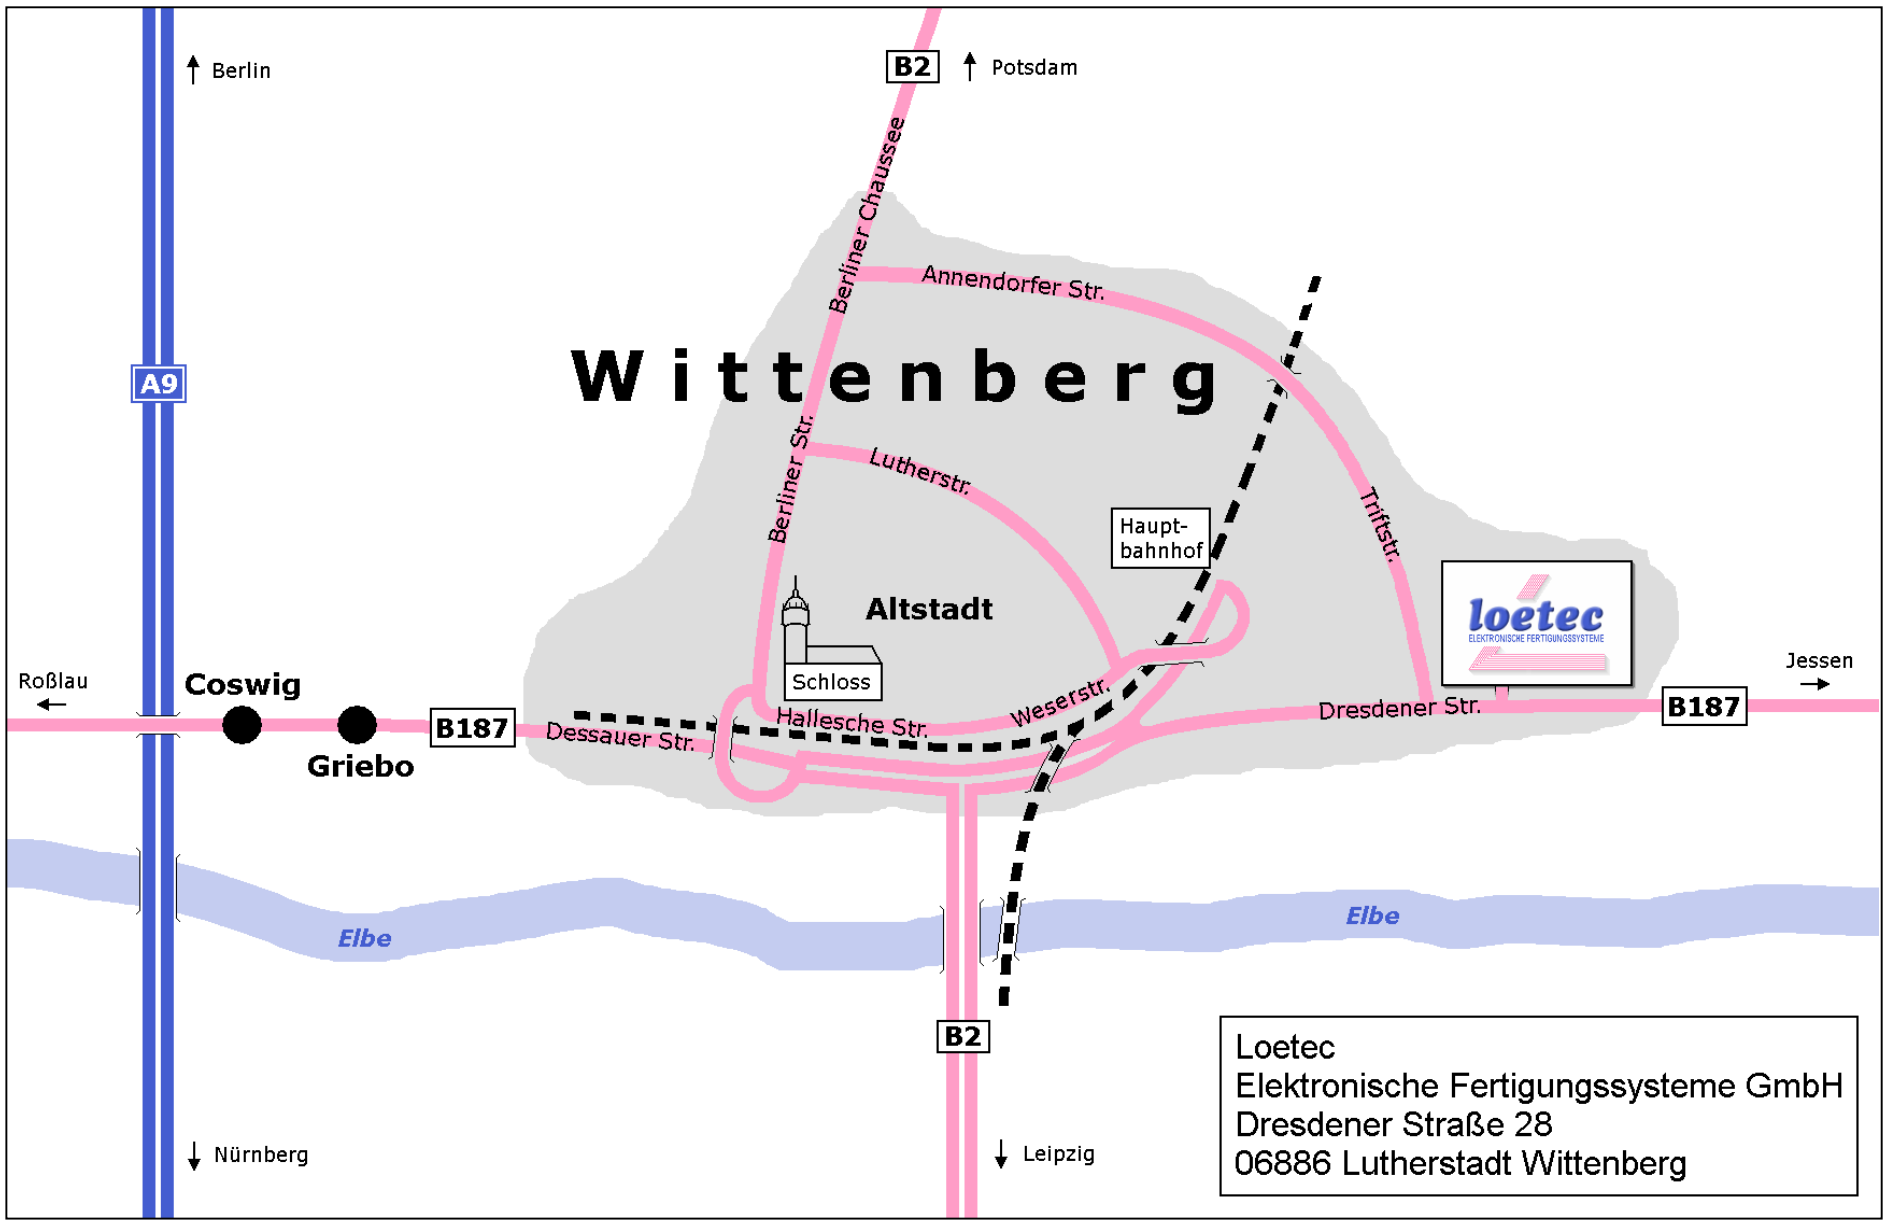 B2
Potsdam
Berlin
Berliner Chaussee
Annendorfer Str.
Wittenberg
A9
Berliner Str.
Lutherstr.
Triftstr.
Haupt-
bahnhof
Altstadt
loetec
ELEKTRONISCHE FERTIGUNGSSYSTEME
Schloss
Roßlau
Coswig
Griebo
B187
Dessauer Str.
Hallesche Str.
Weserstr.
Dresdener Str.
B187
Jessen
Elbe
Elbe
B2
Nürnberg
Leipzig
Loetec
Elektronische Fertigungssysteme GmbH
Dresdener Straße 28
06886 Lutherstadt Wittenberg